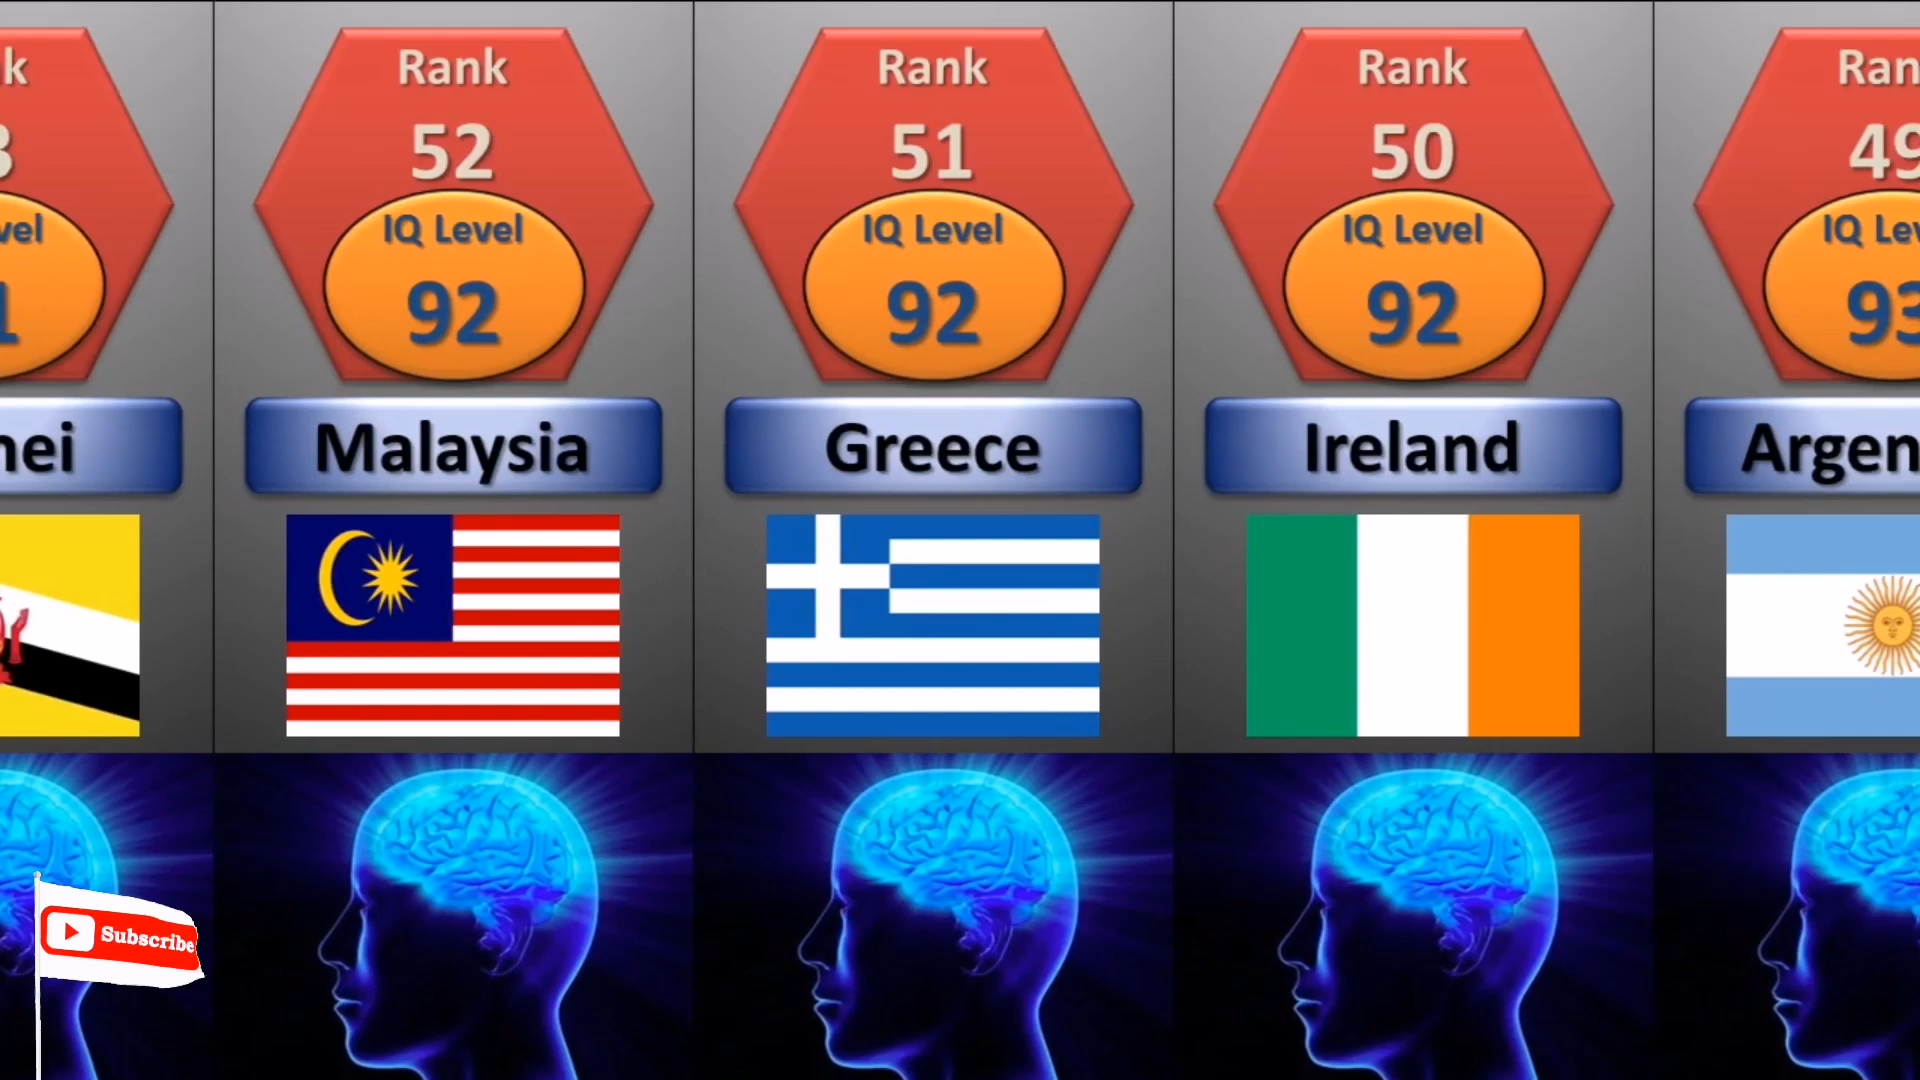 Rank
52
IQ Level
92
Malaysia
Rank
51
IQ Level
92
Greece
Rank
50
IQ Level
92
Ireland
IQ
Subscribe